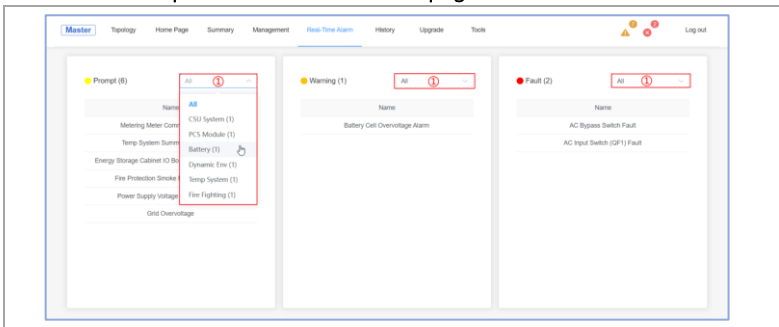 Master Topology Home Page Summary Management Real-Time Alarm History Upgrade Tools Log out
Prompt (6) All ①
Name
Metering Meter Com
Temp System Summ
Energy Storage Cabinet IO Bo
Fire Protection Smoke
Power Supply Voltage
Grid Overvoltage
All
CSU System (1)
PCS Module (1)
Battery (1)
Dynamic Env (1)
Temp System (1)
Fire Fighting (1)
Warning (1) All ①
Name
Battery Cell Overvoltage Alarm
Fault (2) All ①
Name
AC Bypass Switch Fault
AC Input Switch (QF1) Fault